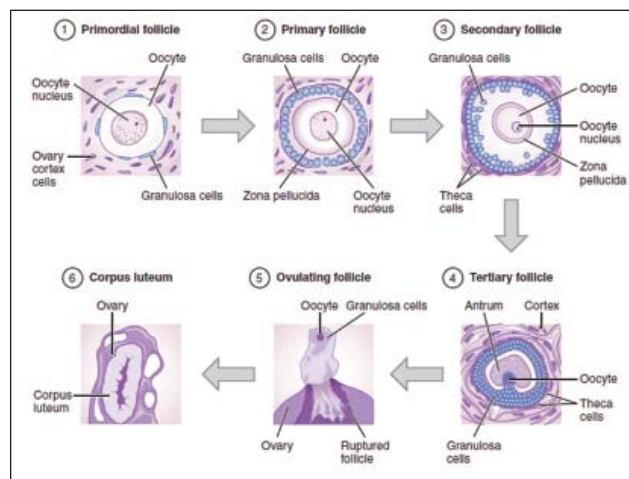 1 Primordial follicle
Oocyte
Oocyte
nucleus
Ovary
cortex
cells
Granulosa cells
2 Primary follicle
Granulosa cells
Oocyte
Zona pellucida
Oocyte
nucleus
3 Secondary follicle
Granulosa cells
Oocyte
Oocyte
nucleus
Zona
pellucida
Theca
cells
4 Tertiary follicle
Antrum
Cortex
Oocyte
Theca
cells
Granulosa
cells
5 Ovulating follicle
Oocyte
Granulosa cells
Ovary
Ruptured
follicle
6 Corpus luteum
Ovary
Corpus
luteum